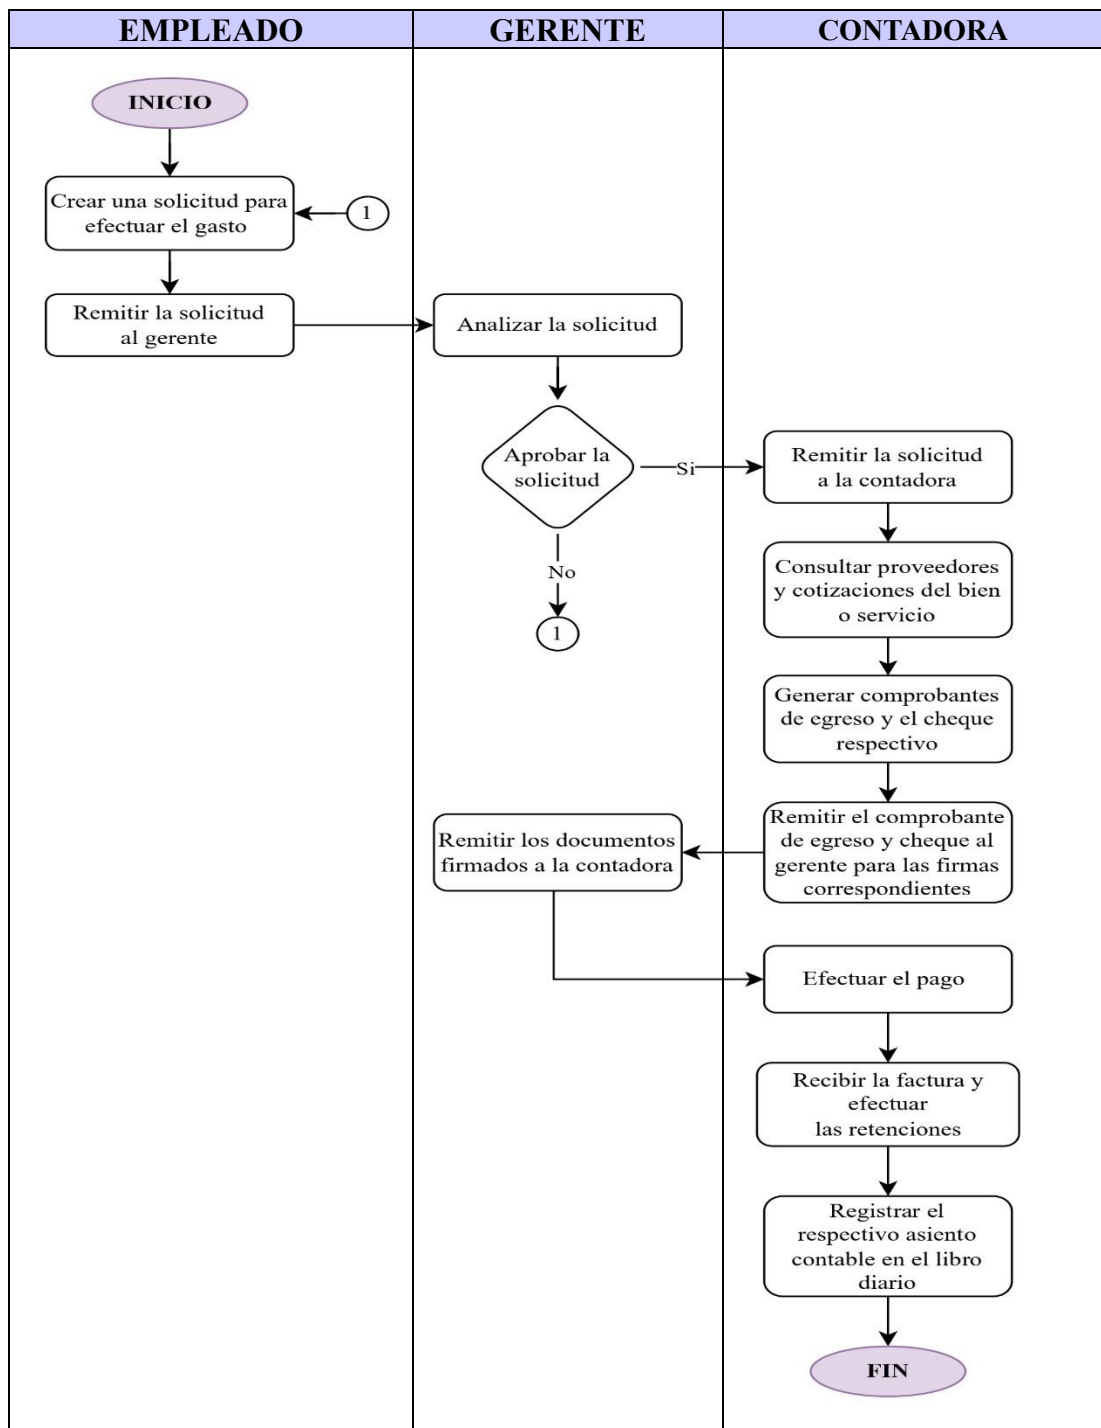 EMPLEADO
GERENTE
CONTADORA
INICIO
Crear una solicitud para
efectuar el gasto
1
Remitir la solicitud
al gerente
Analizar la solicitud
Aprobar la
solicitud
Si
No
1
Remitir la solicitud
a la contadora
Consultar proveedores
y cotizaciones del bien
o servicio
Generar comprobantes
de egreso y el cheque
respectivo
Remitir el comprobante
de egreso y cheque al
gerente para las firmas
correspondientes
Remitir los documentos
firmados a la contadora
Efectuar el pago
Recibir la factura y
efectuar
las retenciones
Registrar el
respectivo asiento
contable en el libro
diario
FIN